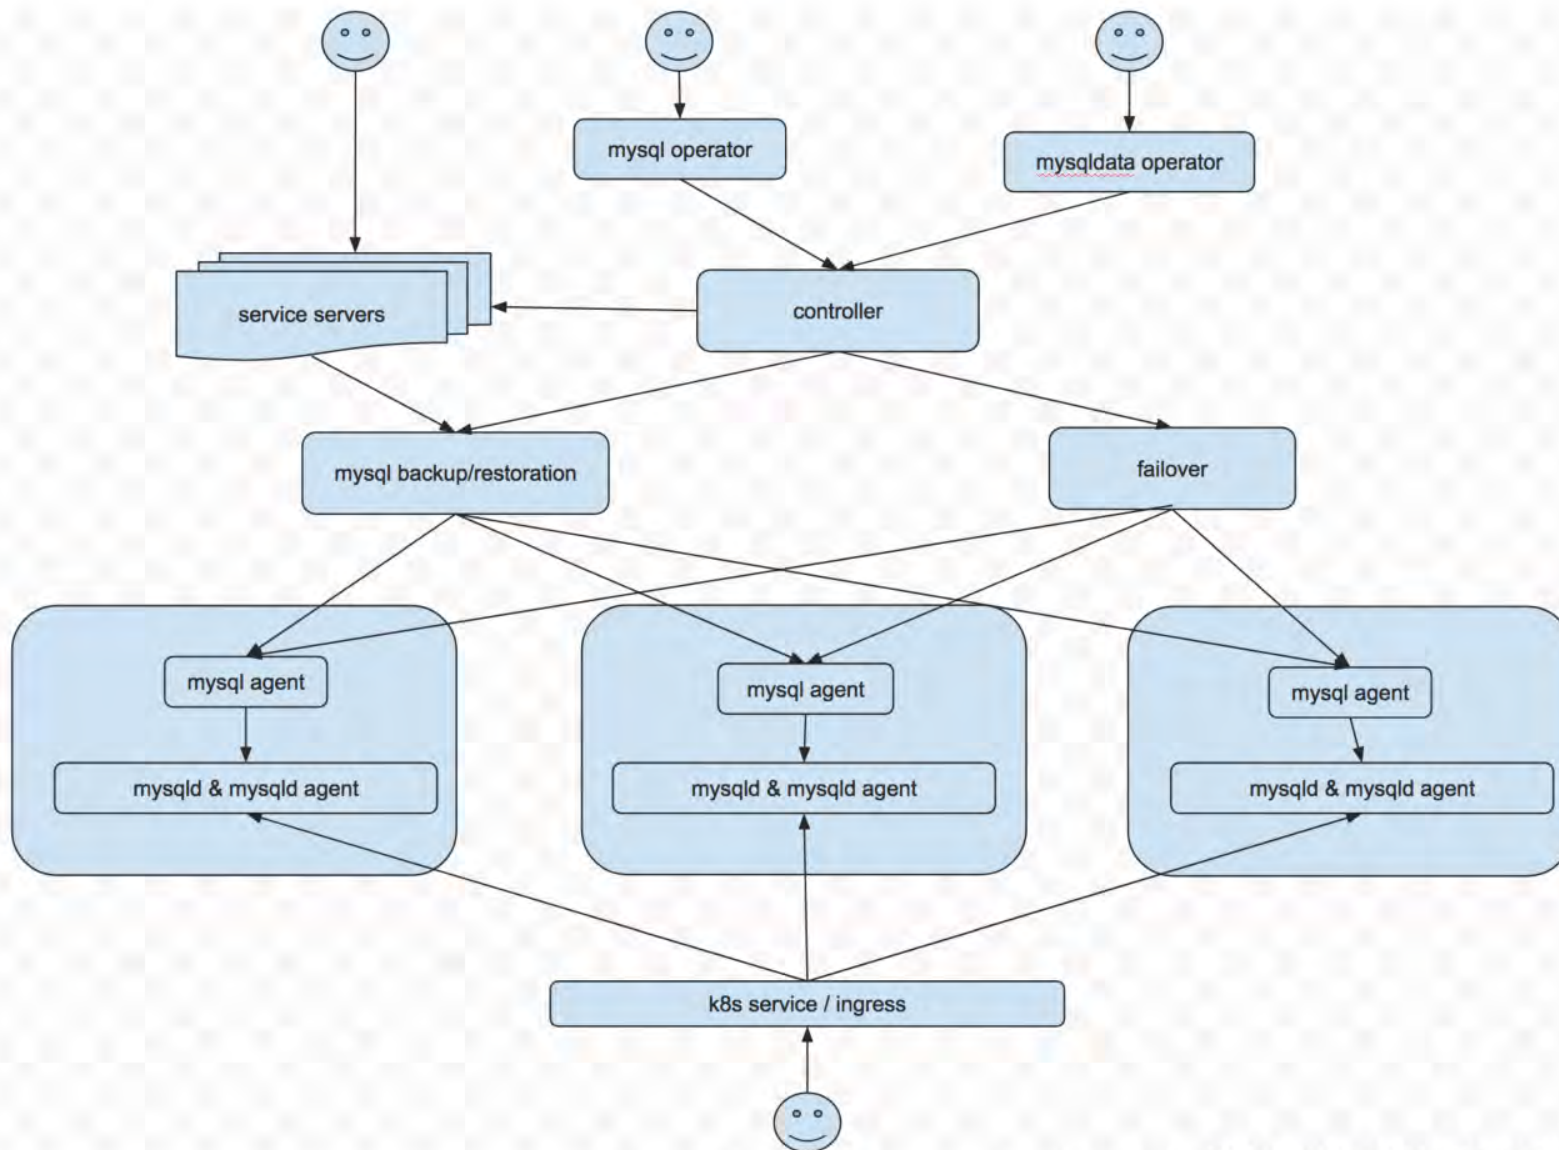 mysql operator
mysqldata operator
service servers
controller
mysql backup/restoration
failover
mysql agent
mysql agent
mysql agent
mysqld & mysqld agent
mysqld & mysqld agent
mysqld & mysqld agent
k8s service / ingress